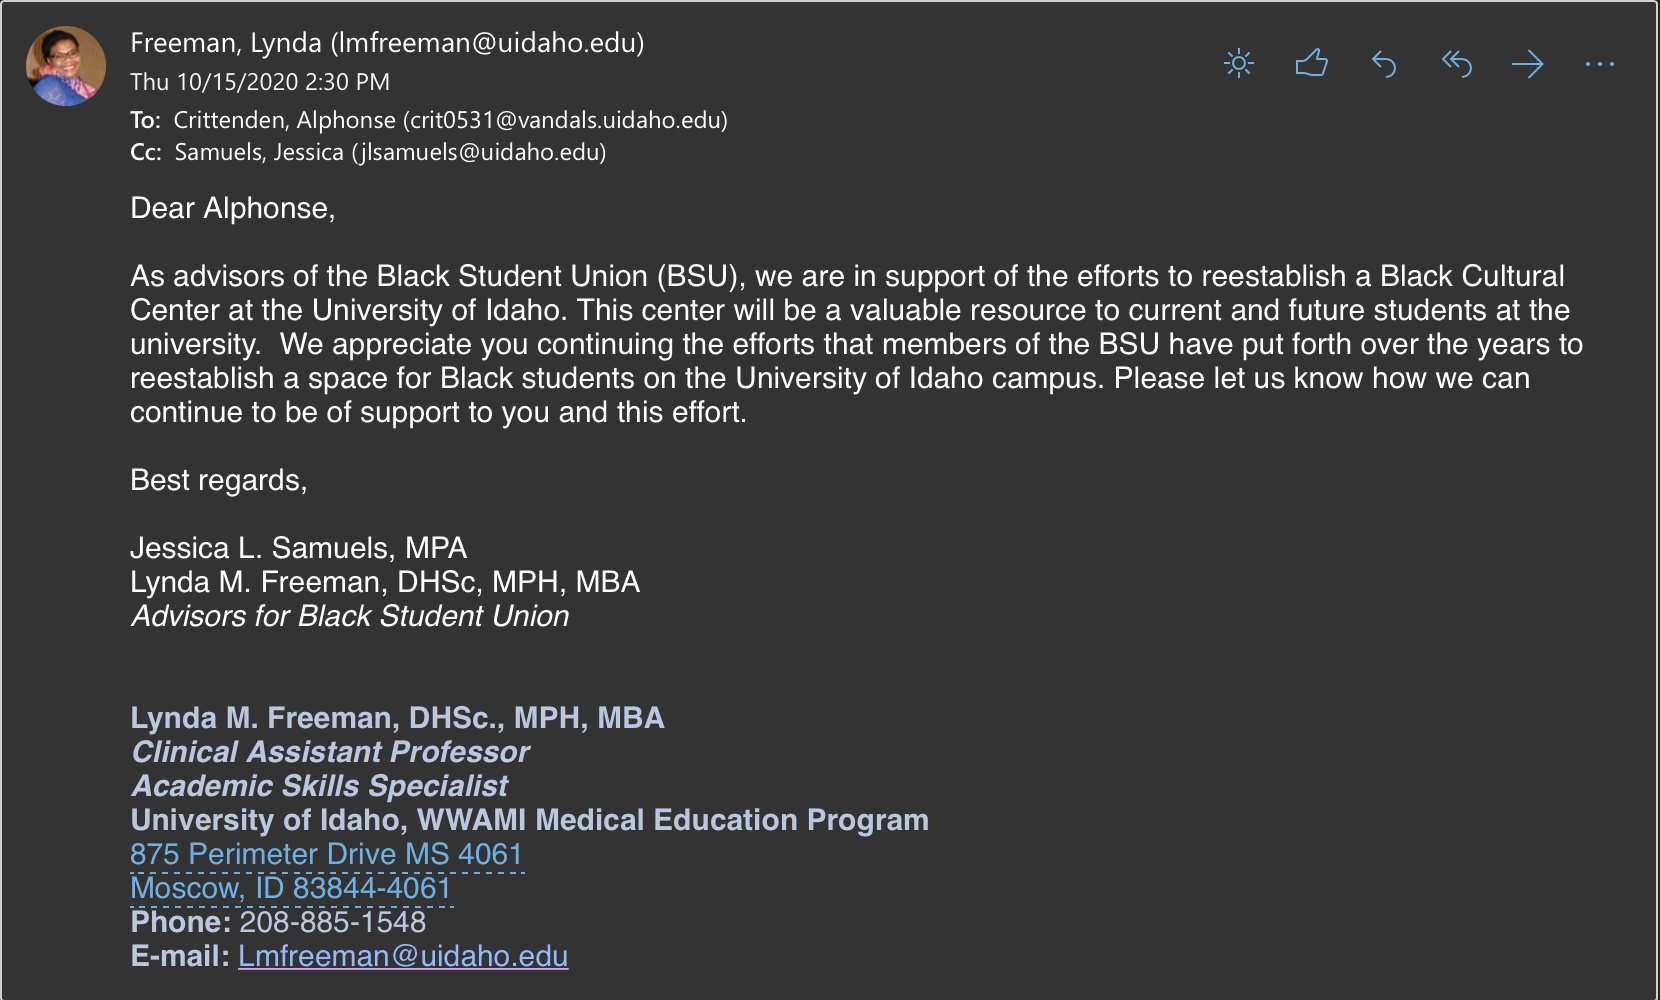 Freeman, Lynda (lmfreeman@uidaho.edu)
Thu 10/15/2020 2:30 PM
To: Crittenden, Alphonse (crit0531@vandals.uidaho.edu)
Cc: Samuels, Jessica (jlsamuels@uidaho.edu)
Dear Alphonse,
As advisors of the Black Student Union (BSU), we are in support of the efforts to reestablish a Black Cultural
Center at the University of Idaho. This center will be a valuable resource to current and future students at the
university.  We appreciate you continuing the efforts that members of the BSU have put forth over the years to
reestablish a space for Black students on the University of Idaho campus. Please let us know how we can
continue to be of support to you and this effort.
Best regards,
Jessica L. Samuels, MPA
Lynda M. Freeman, DHSc, MPH, MBA
Advisors for Black Student Union
Lynda M. Freeman, DHSc., MPH, MBA
Clinical Assistant Professor
Academic Skills Specialist
University of Idaho, WWAMI Medical Education Program
875 Perimeter Drive MS 4061
Moscow, ID 83844-4061
Phone: 208-885-1548
E-mail: Lmfreeman@uidaho.edu